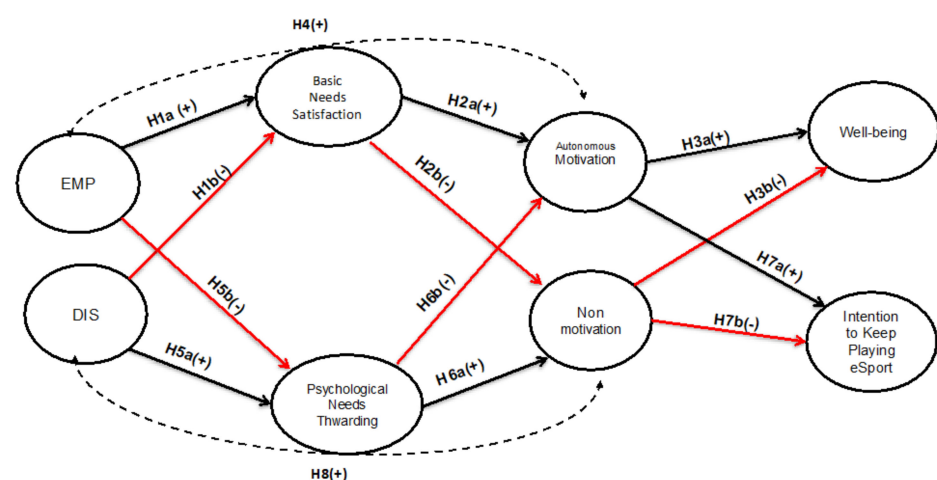 H4(+)
Basic
Needs
Satisfaction
H1a (+)
H2a(+)
Autonomous
Motivation
H3a(+)
Well-being
EMP
H1b(-)
H2b(-)
H3b(-)
H5b(-)
H6b(-)
H7a(+)
DIS
H5a(+)
Non
motivation
H7b(-)
Intention
to Keep
Playing
eSport
Psychological
Needs
Thwarding
H6a(+)
H8(+)